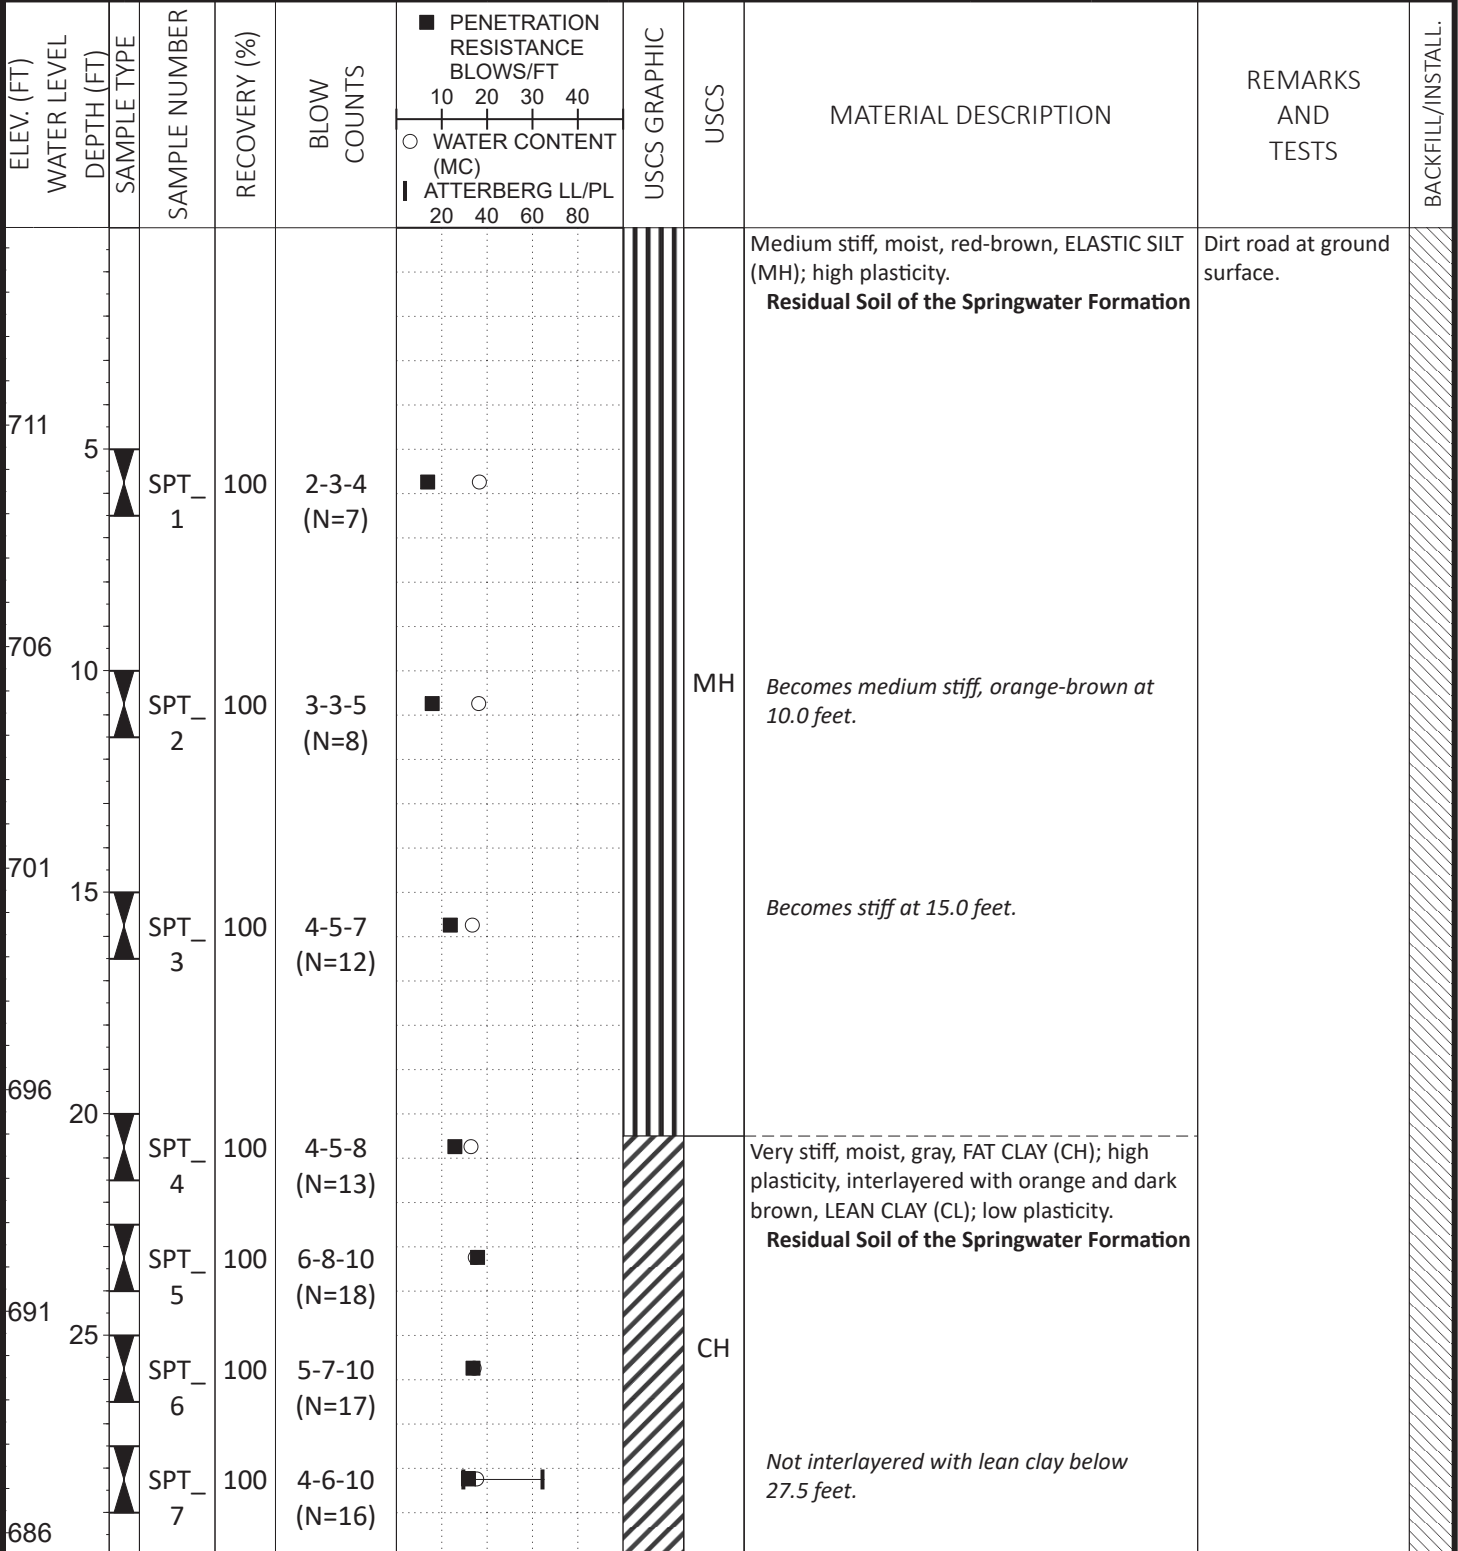 ELEV. (FT)
WATER LEVEL
DEPTH (FT)
SAMPLE TYPE
SAMPLE NUMBER
RECOVERY (%)
BLOW
COUNTS
■ PENETRATION
RESISTANCE
BLOWS/FT
10 20 30 40
○ WATER CONTENT
(MC)
ATTERBERG LL/PL
20 40 60 80
USCS GRAPHIC
USCS
MATERIAL DESCRIPTION
REMARKS
AND
TESTS
BACKFILL/INSTALL.
Medium stiff, moist, red-brown, ELASTIC SILT
(MH); high plasticity.
Residual Soil of the Springwater Formation
Dirt road at ground
surface.
711
5
SPT_ 100 2-3-4
1 (N=7)
706
10
SPT_ 100 3-3-5
2 (N=8)
MH
Becomes medium stiff, orange-brown at
10.0 feet.
701
15
SPT_ 100 4-5-7
3 (N=12)
Becomes stiff at 15.0 feet.
696
20
SPT_ 100 4-5-8
4 (N=13)
Very stiff, moist, gray, FAT CLAY (CH); high
plasticity, interlayered with orange and dark
brown, LEAN CLAY (CL); low plasticity.
Residual Soil of the Springwater Formation
SPT_ 100 6-8-10
5 (N=18)
691
25
CH
SPT_ 100 5-7-10
6 (N=17)
SPT_ 100 4-6-10
7 (N=16)
Not interlayered with lean clay below
27.5 feet.
686